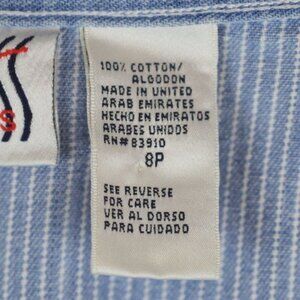 100% COTTON/
ALGODON
MADE IN UNITED
ARAB EMIRATES
HECHO EN EMIRATOS
ARABES UNIDOS
RN#83910
8P
SEE REVERSE
FOR CARE
VER AL DORSO
PARA CUIDADO